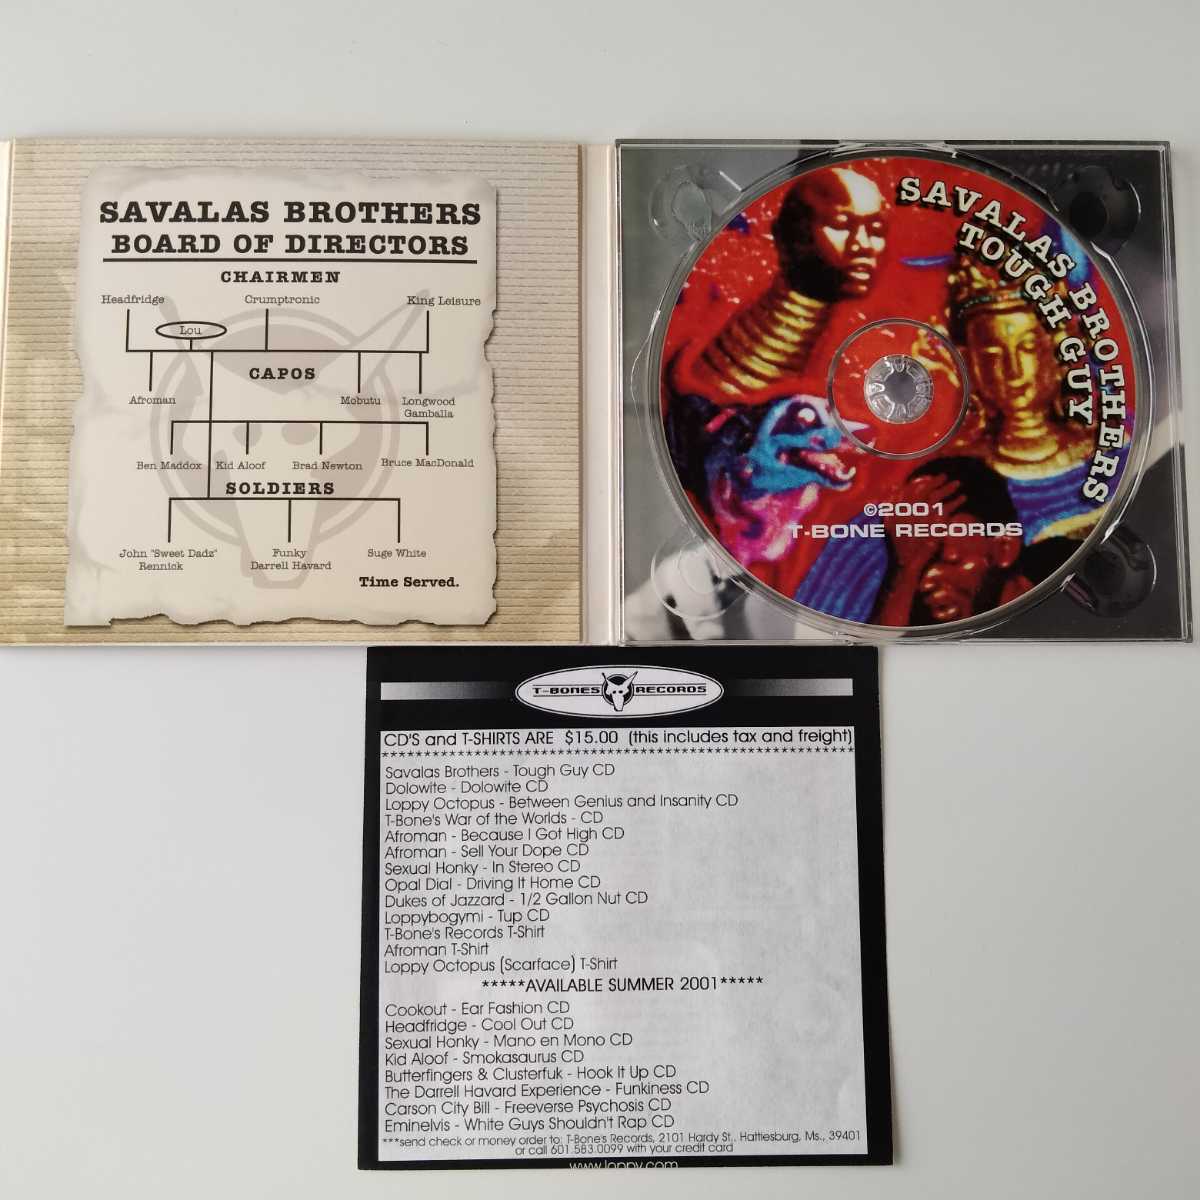 SAVALAS BROTHERS
BOARD OF DIRECTORS
CHAIRMEN
Headfridge
Crumptronic
King Leisure
Lou
CAPOS
Afroman
Mobutu
Longwood
Gamballa
Ben Maddox
Kid Aloof
Brad Newton
Bruce MacDonald
SOLDIERS
John "Sweet Dadz"
Rennick
Funky
Darrell Havard
Suge White
Time Served.
SAVALAS BROTHERS
TOUGH GUY
©2001
T-BONE RECORDS
T-BONES RECORDS
CD'S and T-SHIRTS ARE $15.00 (this includes tax and freight)
Savalas Brothers - Tough Guy CD
Dolowite - Dolowite CD
Loppy Octopus - Between Genius and Insanity CD
T-Bone's War of the Worlds - CD
Afroman - Because I Got High CD
Afroman - Sell Your Dope CD
Sexual Honky - In Stereo CD
Opal Dial - Driving It Home CD
Dukes of Jazzard - 1/2 Gallon Nut CD
Loppybogymi - Tup CD
T-Bone's Records T-Shirt
Afroman T-Shirt
Loppy Octopus (Scarface) T-Shirt
*****AVAILABLE SUMMER 2001*****
Cookout - Ear Fashion CD
Headfridge - Cool Out CD
Sexual Honky - Mano en Mono CD
Kid Aloof - Smokasaurus CD
Butterfingers & Clusterfuk - Hook It Up CD
The Darrell Havard Experience - Funkiness CD
Carson City Bill - Freeverse Psychosis CD
Eminelvis - White Guys Shouldn't Rap CD
***send check or money order to: T-Bone's Records, 2101 Hardy St., Hattiesburg, Ms., 39401
or call 601.583.0099 with your credit card
www.loppy.com